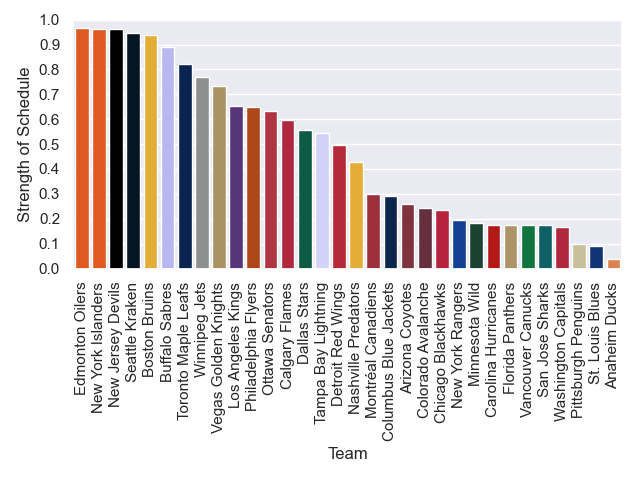 1.0
0.9
0.8
0.7
0.6
0.5
0.4
0.3
0.2
0.1
0.0
Strength of Schedule
Edmonton Oilers
New York Islanders
New Jersey Devils
Seattle Kraken
Boston Bruins
Buffalo Sabres
Toronto Maple Leafs
Winnipeg Jets
Vegas Golden Knights
Los Angeles Kings
Philadelphia Flyers
Ottawa Senators
Calgary Flames
Dallas Stars
Tampa Bay Lightning
Detroit Red Wings
Nashville Predators
Montréal Canadiens
Columbus Blue Jackets
Arizona Coyotes
Colorado Avalanche
Chicago Blackhawks
New York Rangers
Minnesota Wild
Carolina Hurricanes
Florida Panthers
Vancouver Canucks
San Jose Sharks
Washington Capitals
Pittsburgh Penguins
St. Louis Blues
Anaheim Ducks
Team